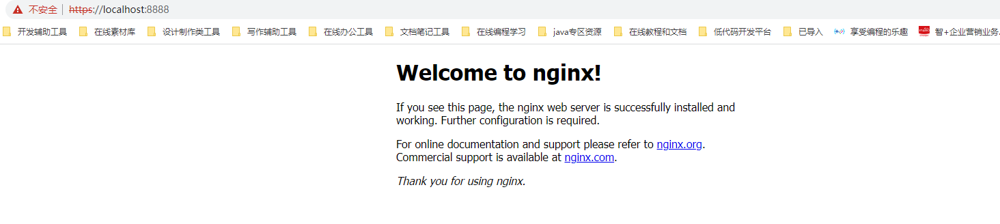 不安全 https://localhost:8888
开发辅助工具 在线素材库 设计制作类工具 写作辅助工具 在线办公工具 文档笔记工具 在线编程学习 java专区资源 在线教程和文档 低代码开发平台 已导入 享受编程的乐趣 智+企业营销业务.
Welcome to nginx!
If you see this page, the nginx web server is successfully installed and
working. Further configuration is required.
For online documentation and support please refer to nginx.org.
Commercial support is available at nginx.com.
Thank you for using nginx.